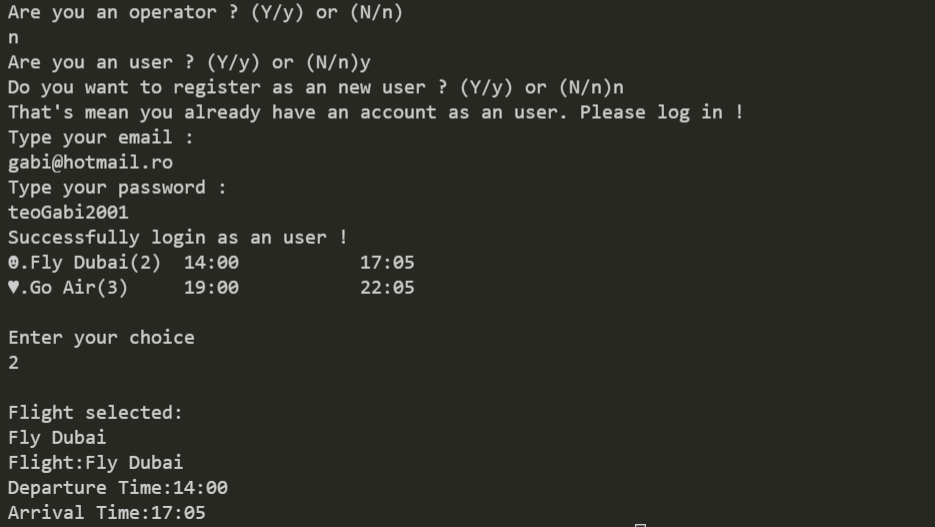 Are you an operator ? (Y/y) or (N/n)
n
Are you an user ? (Y/y) or (N/n)y
Do you want to register as an new user ? (Y/y) or (N/n)n
That's mean you already have an account as an user. Please log in !
Type your email :
gabi@hotmail.ro
Type your password :
teoGabi2001
Successfully login as an user !
☻.Fly Dubai(2)  14:00           17:05
♥.Go Air(3)     19:00           22:05
Enter your choice
2
Flight selected:
Fly Dubai
Flight:Fly Dubai
Departure Time:14:00
Arrival Time:17:05